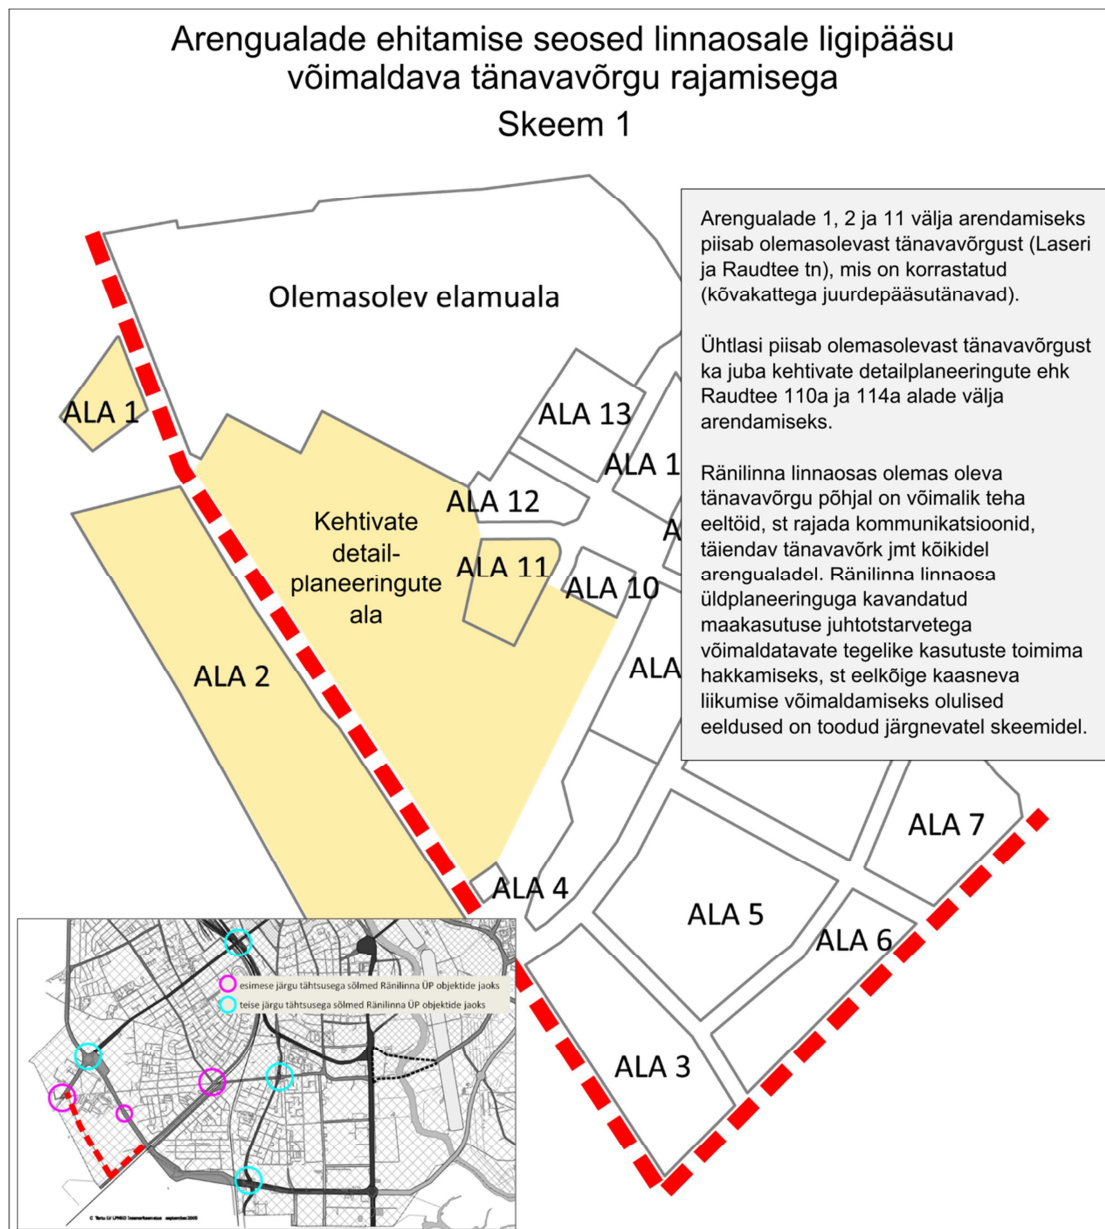 Arengualade ehitamise seosed linnaosale ligipääsu
võimaldava tänavavõrgu rajamisega
Skeem 1
Arengualade 1, 2 ja 11 välja arendamiseks
piisab olemasolevast tänavavõrgust (Laseri
ja Raudtee tn), mis on korrastatud
(kõvakattega juurdepääsutänavad).
Ühtlasi piisab olemasolevast tänavavõrgust
ka juba kehtivate detailplaneeringute ehk
Raudtee 110a ja 114a alade välja
arendamiseks.
Ränilinna linnaosas olemas oleva
tänavavõrgu põhjal on võimalik teha
eeltöid, st rajada kommunikatsioonid,
täiendav tänavavõrk jmt kõikidel
arengualadel. Ränilinna linnaosa
üldplaneeringuga kavandatud
maakasutuse juhtotstarvetega
võimaldatavate tegelike kasutuste toimima
hakkamiseks, st eelkõige kaasneva
liikumise võimaldamiseks olulised
eeldused on toodud järgnevatel skeemidel.
Olemasolev elamuala
ALA 1
ALA 13
ALA 1
ALA 12
A
Kehtivate
detail-
planeeringute
ala
ALA 11
ALA 10
ALA
ALA 2
ALA 7
ALA 4
ALA 5
ALA 6
ALA 3
esimese järgu tähtsusega sõlmed Ränilinna ÜP objektide jaoks
teise järgu tähtsusega sõlmed Ränilinna ÜP objektide jaoks